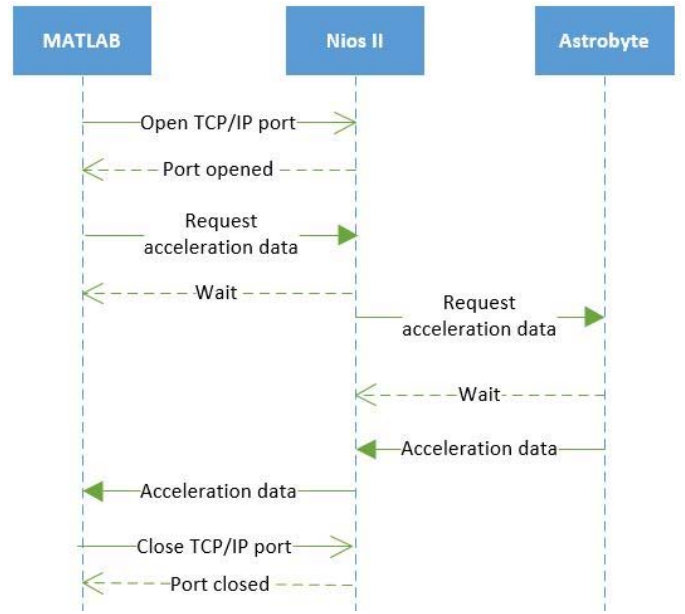 MATLAB
Nios II
Astrobyte
Open TCP/IP port
Port opened
Request
acceleration data
Wait
Request
acceleration data
Wait
Acceleration data
Acceleration data
Close TCP/IP port
Port closed